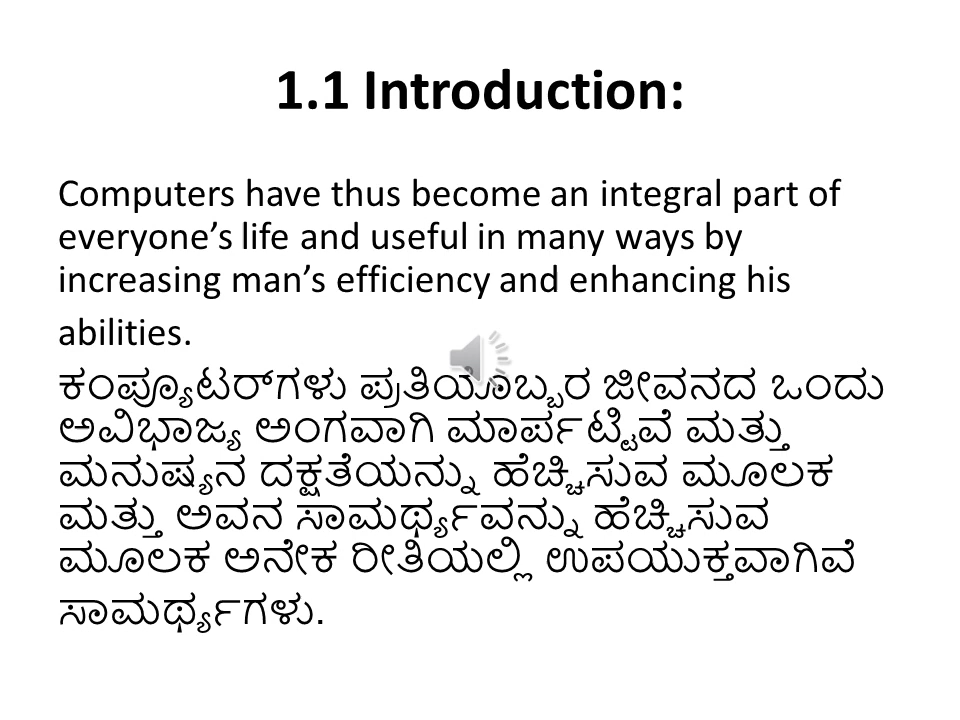 1.1 Introduction:
Computers have thus become an integral part of
everyone’s life and useful in many ways by
increasing man’s efficiency and enhancing his
abilities.
ಕಂಪ್ಯೂಟರ್‌ಗಳು ಪ್ರತಿಯೊಬ್ಬರ ಜೀವನದ ಒಂದು
ಅವಿಭಾಜ್ಯ ಅಂಗವಾಗಿ ಮಾರ್ಪಟ್ಟಿವೆ ಮತ್ತು
ಮನುಷ್ಯನ ದಕ್ಷತೆಯನ್ನು ಹೆಚ್ಚಿಸುವ ಮೂಲಕ
ಮತ್ತು ಅವನ ಸಾಮರ್ಥ್ಯವನ್ನು ಹೆಚ್ಚಿಸುವ
ಮೂಲಕ ಅನೇಕ ರೀತಿಯಲ್ಲಿ ಉಪಯುಕ್ತವಾಗಿವೆ
ಸಾಮರ್ಥ್ಯಗಳು.